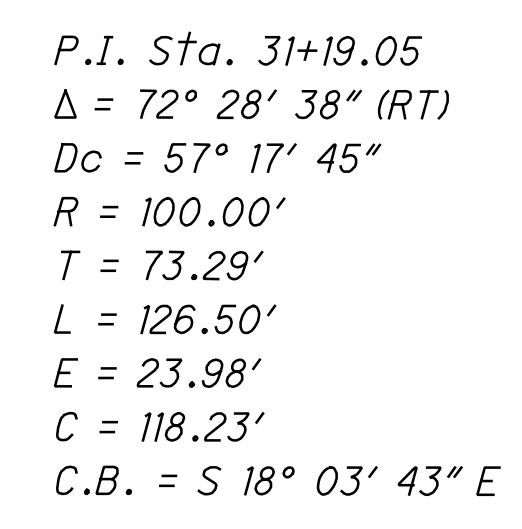 P.I. Sta. 31+19.05
Δ = 72° 28' 38" (RT)
Dc = 57° 17' 45"
R = 100.00'
T = 73.29'
L = 126.50'
E = 23.98'
C = 118.23'
C.B. = S 18° 03' 43" E